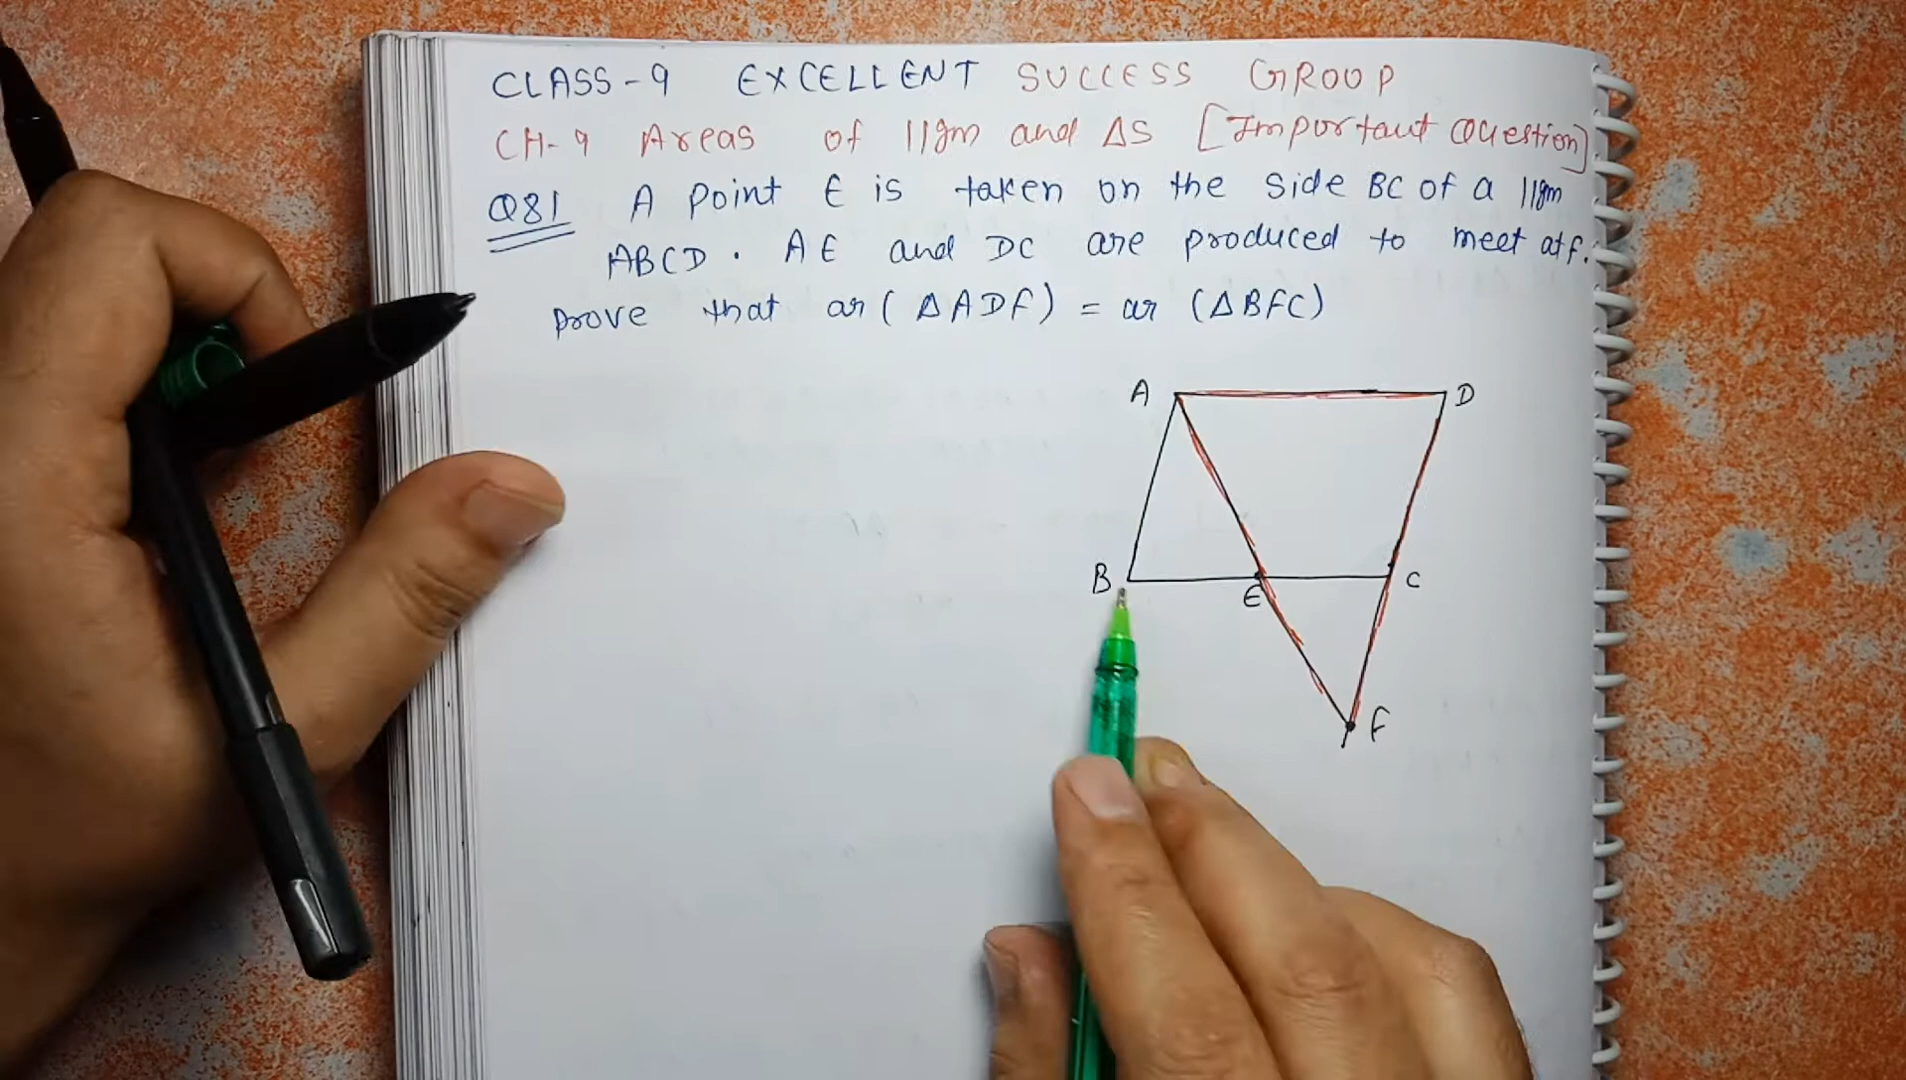 CLASS-9 EXCELLENT SUCCESS GROOP
CH-9 Areas of ||gm and ΔS [Important Question]
Q81 A Point E is taken on the side BC of a ||gm
ABCD. AE and DC are produced to meet at F.
Prove that ar(ΔADF) = ar (ΔBFC)
A D
B E C
F